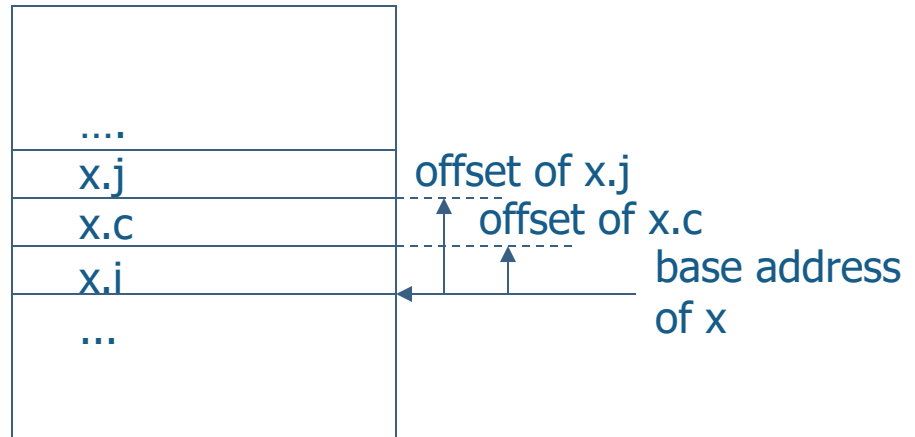 ....
x.j
offset of x.j
x.c
offset of x.c
x.i
base address
of x
...